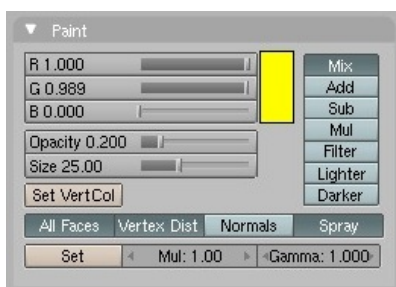 Paint
R 1.000
Mix
G 0.989
Add
B 0.000
Sub
Mul
Opacity 0.200
Filter
Size 25.00
Lighter
Set VertCol
Darker
All Faces Vertex Dist Normals Spray
Set Mul: 1.00 Gamma: 1.000